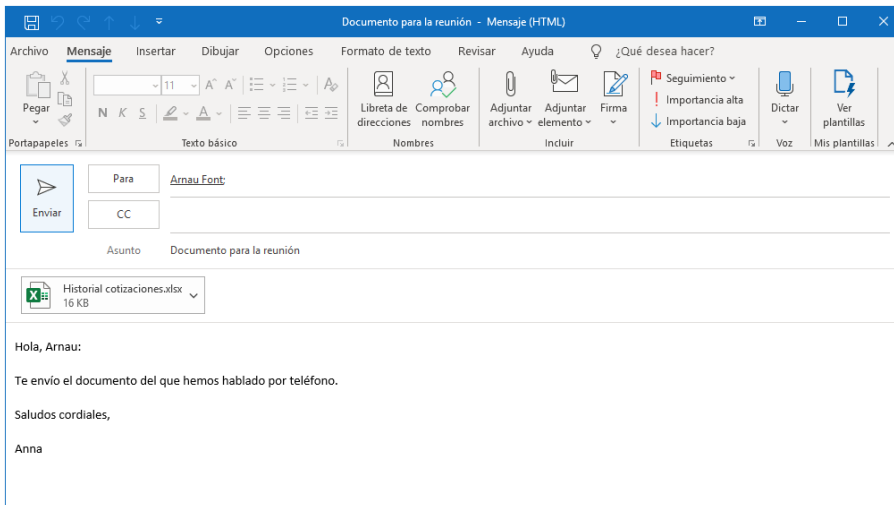 Documento para la reunión - Mensaje (HTML)
Archivo Mensaje Insertar Dibujar Opciones Formato de texto Revisar Ayuda ¿Qué desea hacer?
Pegar
11
N K S
Portapapeles
Texto básico
Libreta de direcciones
Comprobar nombres
Nombres
Adjuntar archivo
Adjuntar elemento
Firma
Incluir
Seguimiento
Importancia alta
Importancia baja
Etiquetas
Dictar
Voz
Ver plantillas
Mis plantillas
Enviar
Para Arnau Font;
CC
Asunto Documento para la reunión
Historial cotizaciones.xlsx
16 KB
Hola, Arnau:
Te envío el documento del que hemos hablado por teléfono.
Saludos cordiales,
Anna